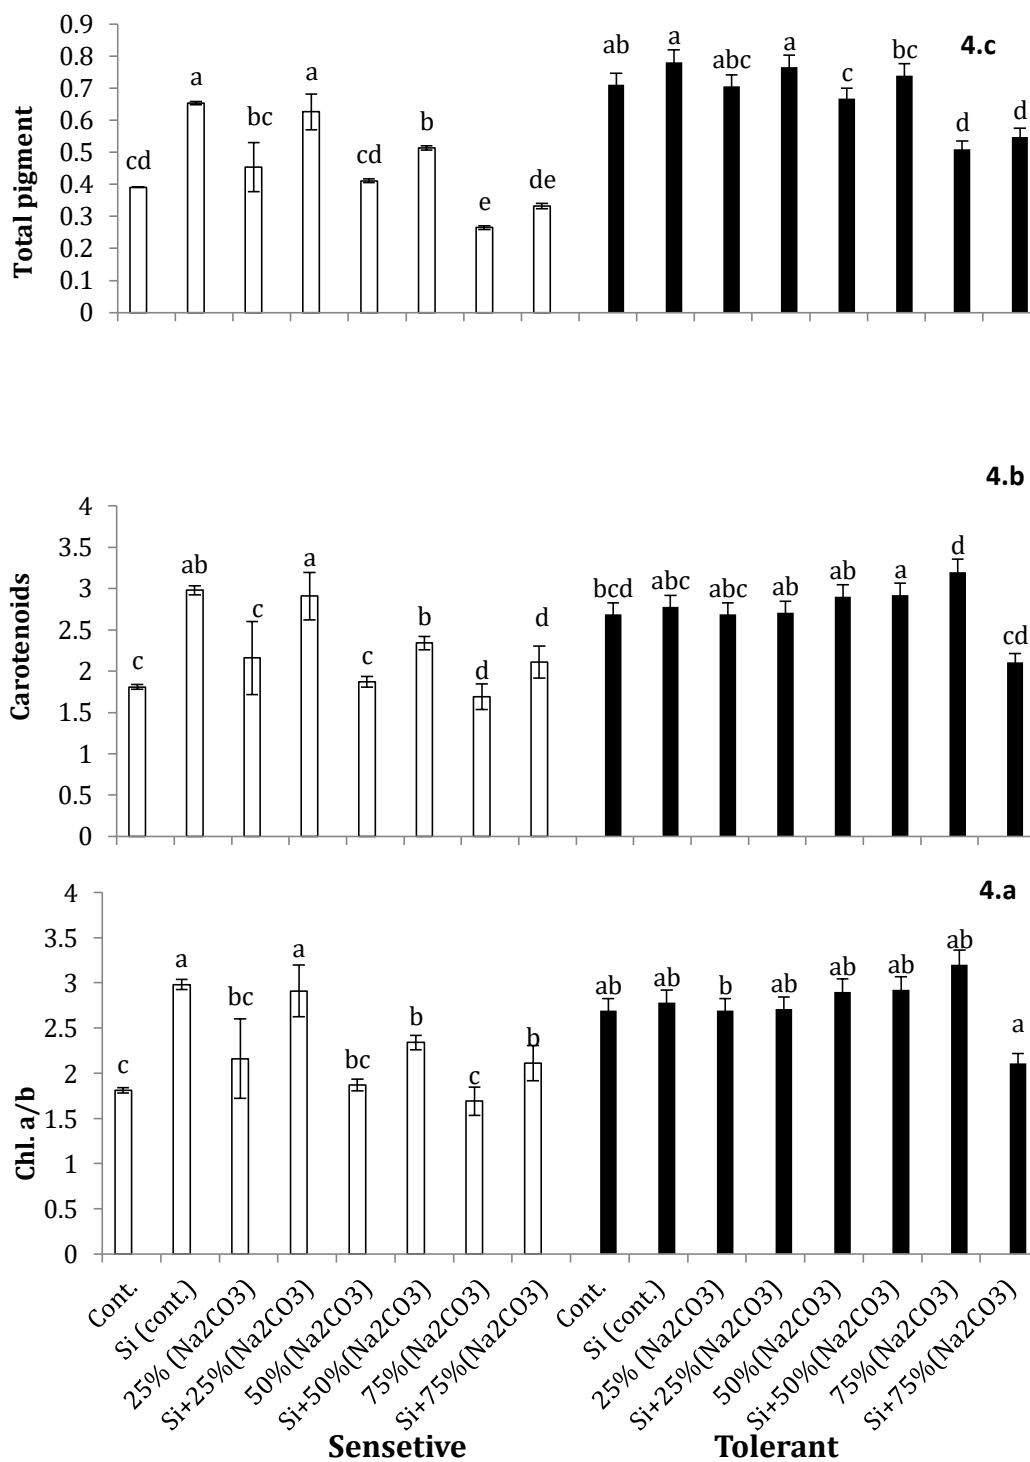 4.c
Total pigment
0.9
0.8
0.7
0.6
0.5
0.4
0.3
0.2
0.1
0
cd a bc a cd b e de ab a abc a c bc d d
4.b
Carotenoids
4
3.5
3
2.5
2
1.5
1
0.5
0
c ab c a c b d d bcd abc abc ab ab a d cd
4.a
Chl. a/b
4
3.5
3
2.5
2
1.5
1
0.5
0
c a bc a bc b c b ab ab b ab ab ab ab a
Cont.
Si (cont.)
25% (Na2CO3)
Si+25%(Na2CO3)
50%(Na2CO3)
Si+50%(Na2CO3)
75%(Na2CO3)
Si+75%(Na2CO3)
Cont.
Si (cont.)
25% (Na2CO3)
Si+25%(Na2CO3)
50%(Na2CO3)
Si+50%(Na2CO3)
75%(Na2CO3)
Si+75%(Na2CO3)
Sensetive Tolerant